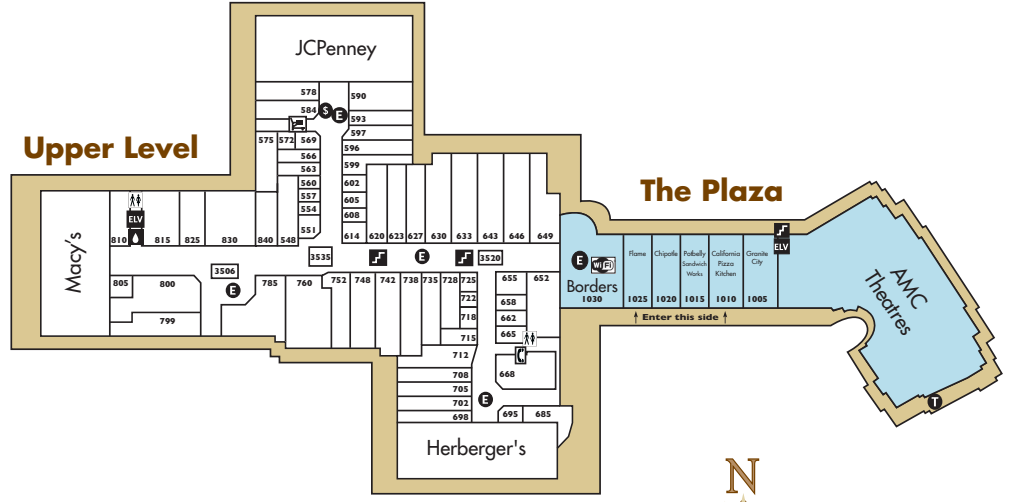 JCPenney
578
590
584
S
E
593
575
572
569
597
Upper Level
566
596
563
599
560
602
The Plaza
557
605
554
608
551
614
620
623
627
630
633
643
646
649
Macy's
ELV
810
815
825
830
840
548
3535
E
3520
3506
E
805
800
799
785
760
752
748
742
738
735
728
725
722
718
715
655
652
658
662
665
668
712
708
705
702
698
E
695
685
Herberger's
E
WiFi
Borders
1030
Flame
1025
Chipotle
1020
Potbelly
Sandwich
Works
1015
California
Pizza
Kitchen
1010
Granite
City
1005
ELV
Enter this side
AMC
Theatres
T
N